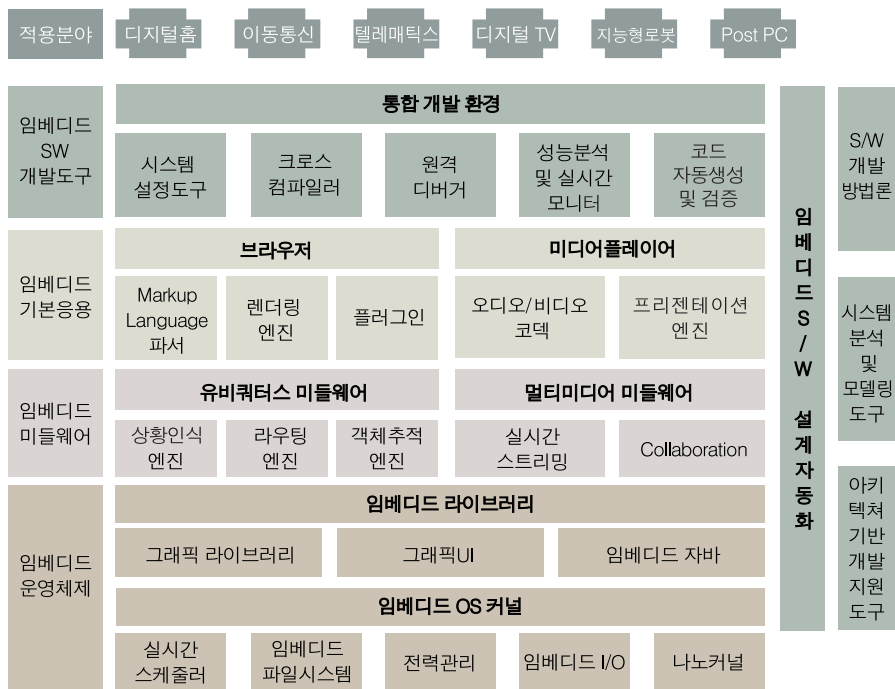 적용분야
디지털홈
이동통신
텔레매틱스
디지털 TV
지능형로봇
Post PC
임베디드
SW
개발도구
통합 개발 환경
시스템
설정도구
크로스
컴파일러
원격
디버거
성능분석
및 실시간
모니터
코드
자동생성
및 검증
임베디드
기본응용
브라우저
Markup
Language
파서
렌더링
엔진
플러그인
미디어플레이어
오디오/비디오
코덱
프리젠테이션
엔진
임베디드
미들웨어
유비쿼터스 미들웨어
상황인식
엔진
라우팅
엔진
객체추적
엔진
멀티미디어 미들웨어
실시간
스트리밍
Collaboration
임베디드
운영체제
임베디드 라이브러리
그래픽 라이브러리
그래픽UI
임베디드 자바
임베디드 OS 커널
실시간
스케줄러
임베디드
파일시스템
전력관리
임베디드 I/O
나노커널
임베디드 S/W 설계자동화
S/W
개발
방법론
시스템
분석
및
모델링
도구
아키
텍쳐
기반
개발
지원
도구